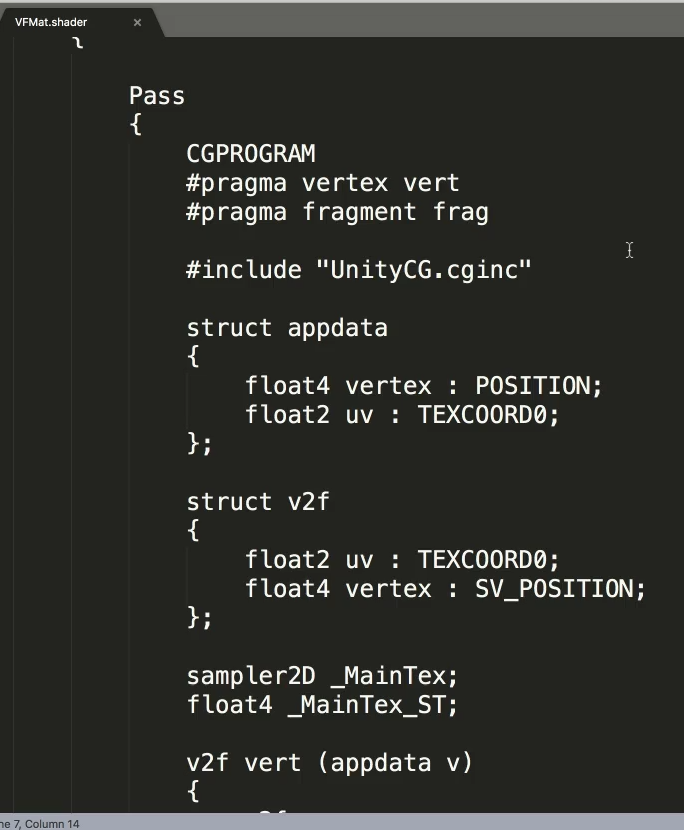 VFMat.shader ×
Pass
{
CGPROGRAM
#pragma vertex vert
#pragma fragment frag
#include "UnityCG.cginc"
struct appdata
{
float4 vertex : POSITION;
float2 uv : TEXCOORD0;
};
struct v2f
{
float2 uv : TEXCOORD0;
float4 vertex : SV_POSITION;
};
sampler2D _MainTex;
float4 _MainTex_ST;
v2f vert (appdata v)
{
7, Column 14